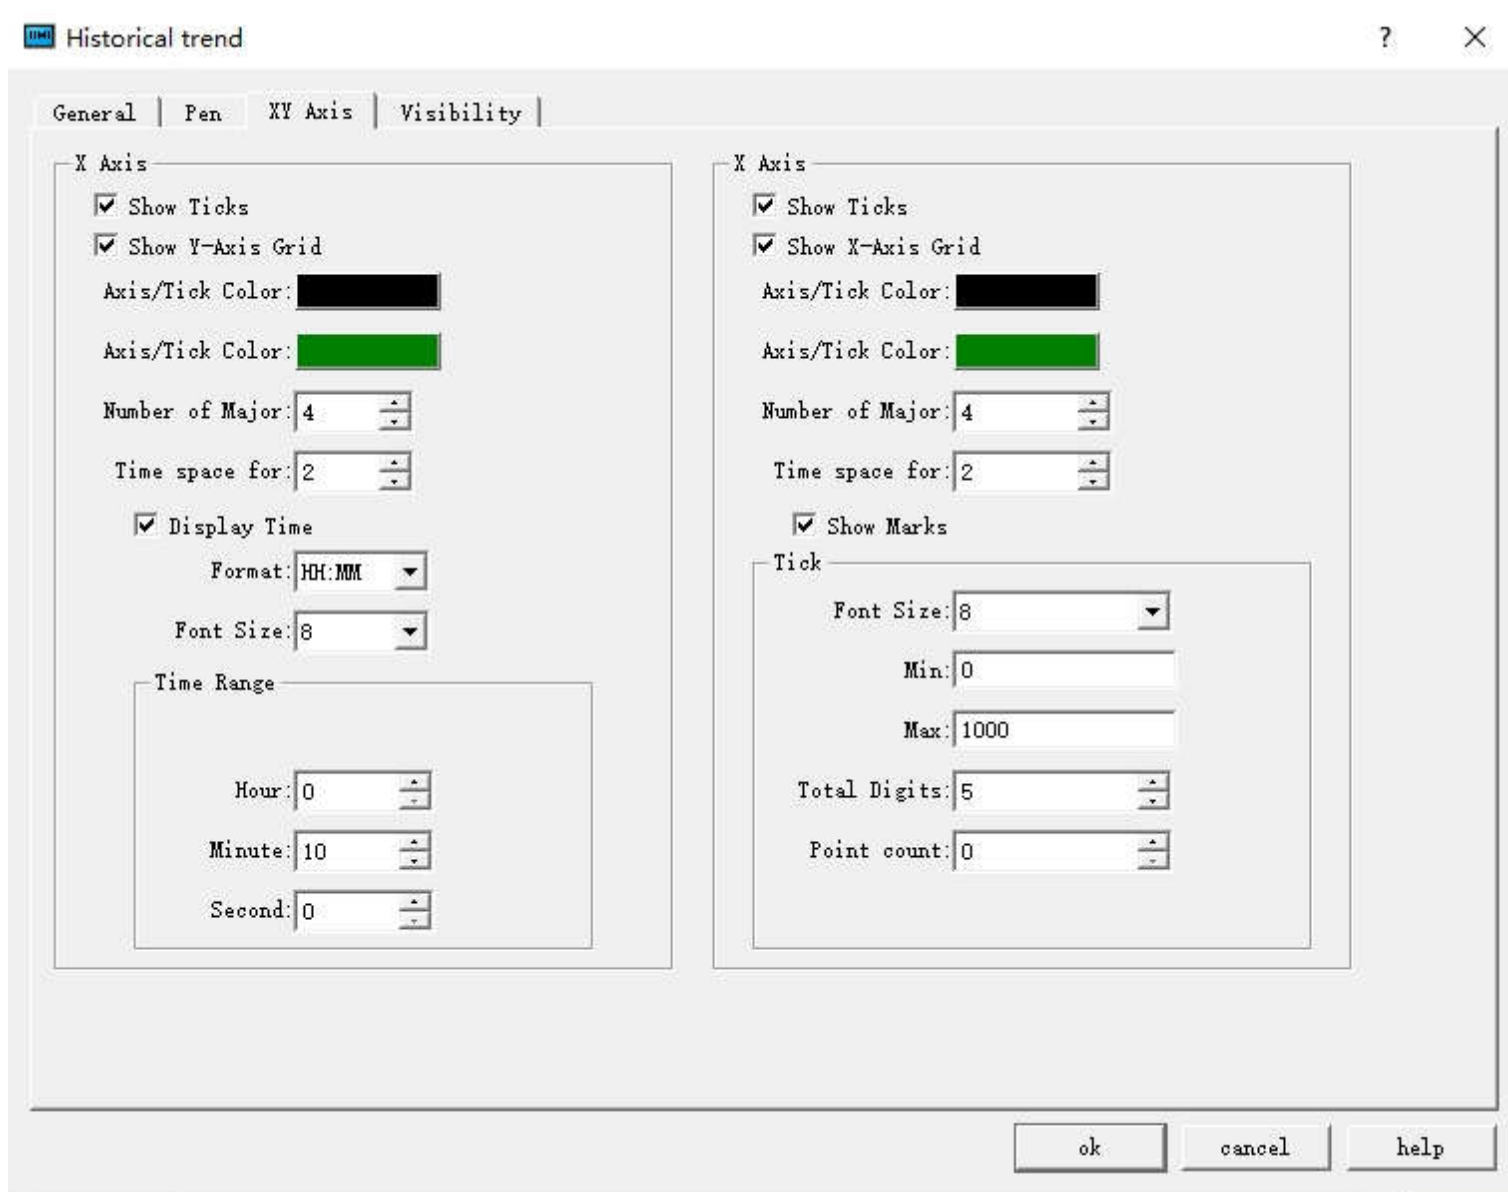 Historical trend
?
General
Pen
XY Axis
Visibility
X Axis
Show Ticks
Show Y-Axis Grid
Axis/Tick Color:
Axis/Tick Color:
Number of Major: 4
Time space for: 2
Display Time
Format: HH:MM
Font Size: 8
Time Range
Hour: 0
Minute: 10
Second: 0
X Axis
Show Ticks
Show X-Axis Grid
Axis/Tick Color:
Axis/Tick Color:
Number of Major: 4
Time space for: 2
Show Marks
Tick
Font Size: 8
Min: 0
Max: 1000
Total Digits: 5
Point count: 0
ok
cancel
help